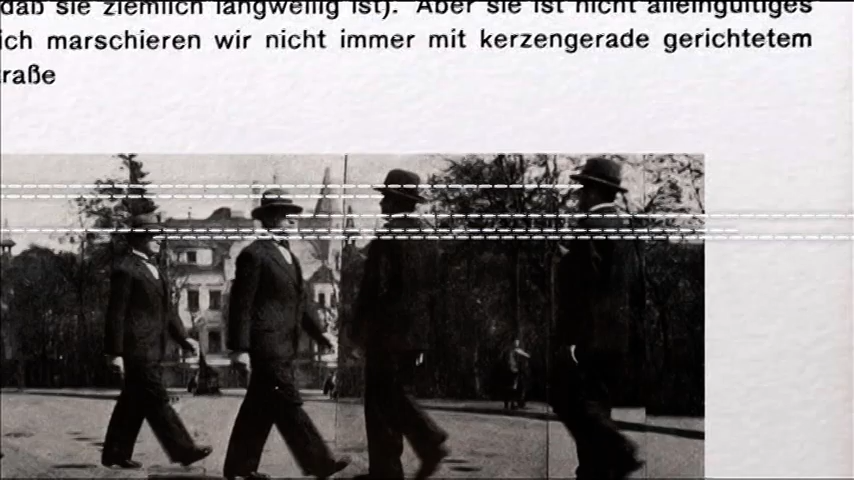 daß sie ziemlich langweilig ist). Aber sie ist nicht alleingültiges
ich marschieren wir nicht immer mit kerzengerade gerichtetem
raße